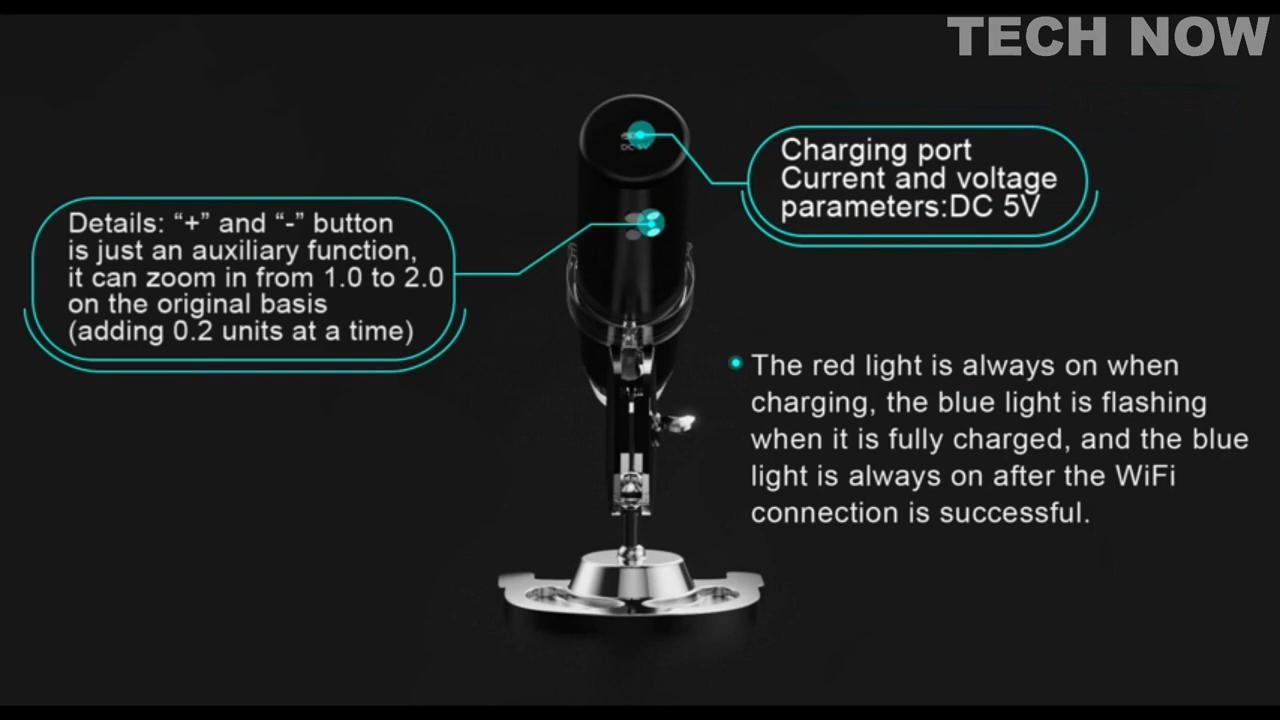 TECH NOW
DC 5V
Charging port
Current and voltage
parameters:DC 5V
Details: “+” and “-” button
is just an auxiliary function,
it can zoom in from 1.0 to 2.0
on the original basis
(adding 0.2 units at a time)
The red light is always on when
charging, the blue light is flashing
when it is fully charged, and the blue
light is always on after the WiFi
connection is successful.